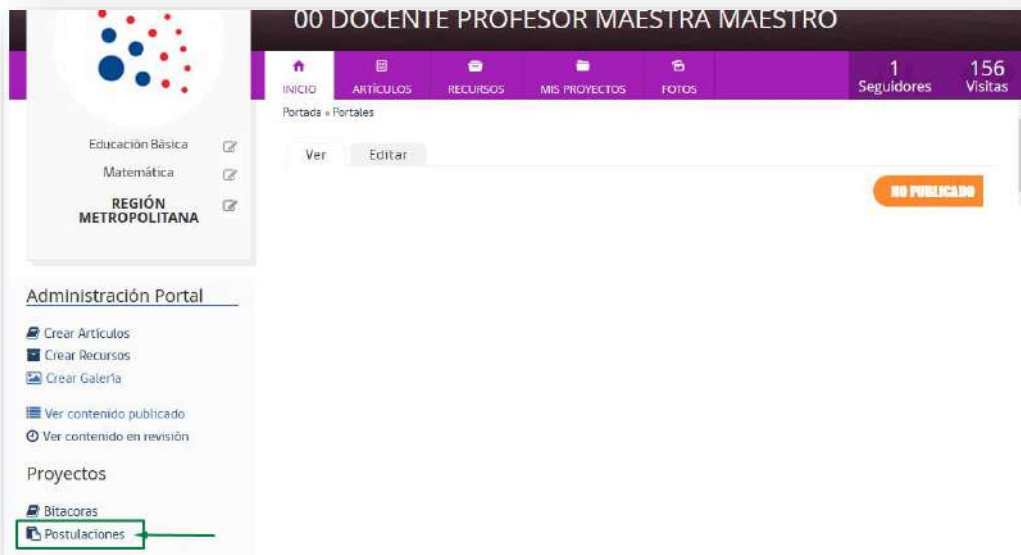 00 DOCENTE PROFESOR MAESTRA MAESTRO
INICIO
ARTÍCULOS
RECURSOS
MIS PROYECTOS
FOTOS
1
Seguidores
156
Visitas
Portada » Portales
Ver
Editar
NO PUBLICADO
Educación Básica
Matemática
REGIÓN
METROPOLITANA
Administración Portal
Crear Artículos
Crear Recursos
Crear Galería
Ver contenido publicado
Ver contenido en revisión
Proyectos
Bitacoras
Postulaciones